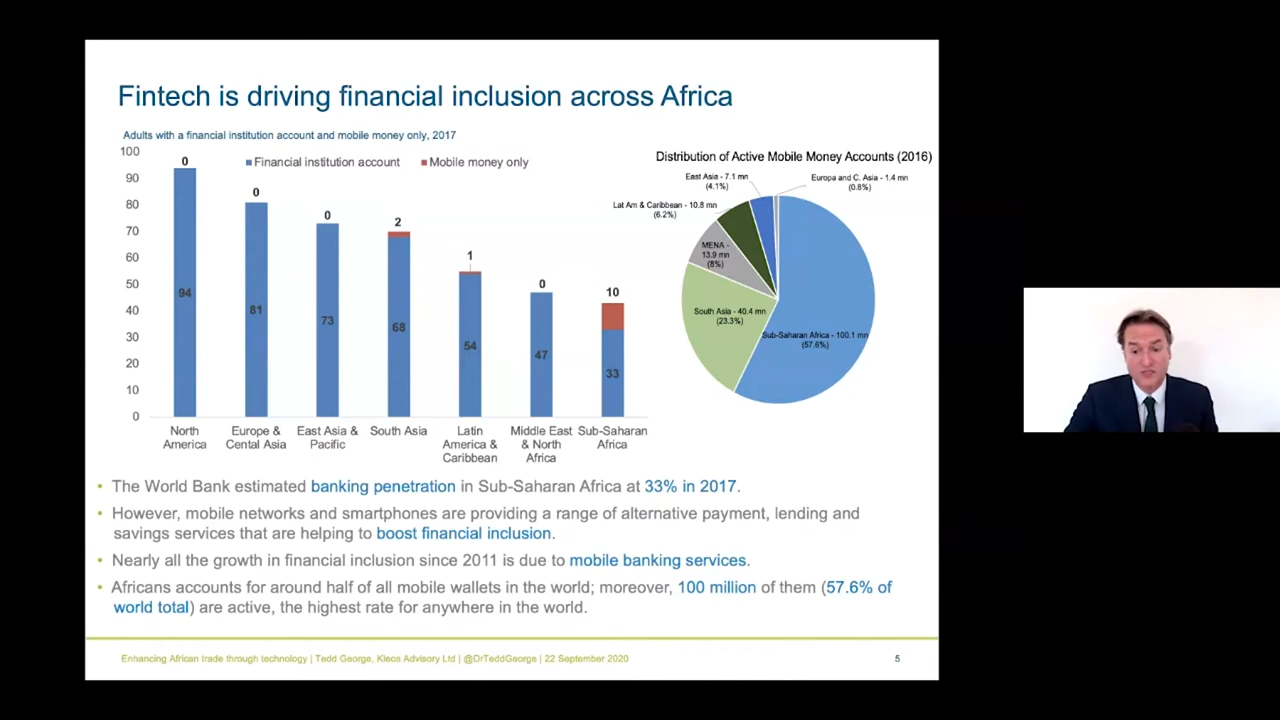 Fintech is driving financial inclusion across Africa
Adults with a financial institution account and mobile money only, 2017
Financial institution account
Mobile money only
100
90
80
70
60
50
40
30
20
10
0
0
0
0
2
1
0
10
94
81
73
68
54
47
33
North
America
Europe &
Cental Asia
East Asia &
Pacific
South Asia
Latin
America &
Caribbean
Middle East
& North
Africa
Sub-Saharan
Africa
Distribution of Active Mobile Money Accounts (2016)
East Asia - 7.1 mn
(4.1%)
Europa and C. Asia - 1.4 mn
(0.8%)
Lat Am & Caribbean - 10.8 mn
(6.2%)
MENA -
13.9 mn
(8%)
South Asia - 40.4 mn
(23.3%)
Sub-Saharan Africa - 100.1 mn
(57.6%)
• The World Bank estimated banking penetration in Sub-Saharan Africa at 33% in 2017.
• However, mobile networks and smartphones are providing a range of alternative payment, lending and
savings services that are helping to boost financial inclusion.
• Nearly all the growth in financial inclusion since 2011 is due to mobile banking services.
• Africans accounts for around half of all mobile wallets in the world; moreover, 100 million of them (57.6% of
world total) are active, the highest rate for anywhere in the world.
Enhancing African trade through technology | Tedd George, Kleos Advisory Ltd | @DrTeddGeorge | 22 September 2020
5